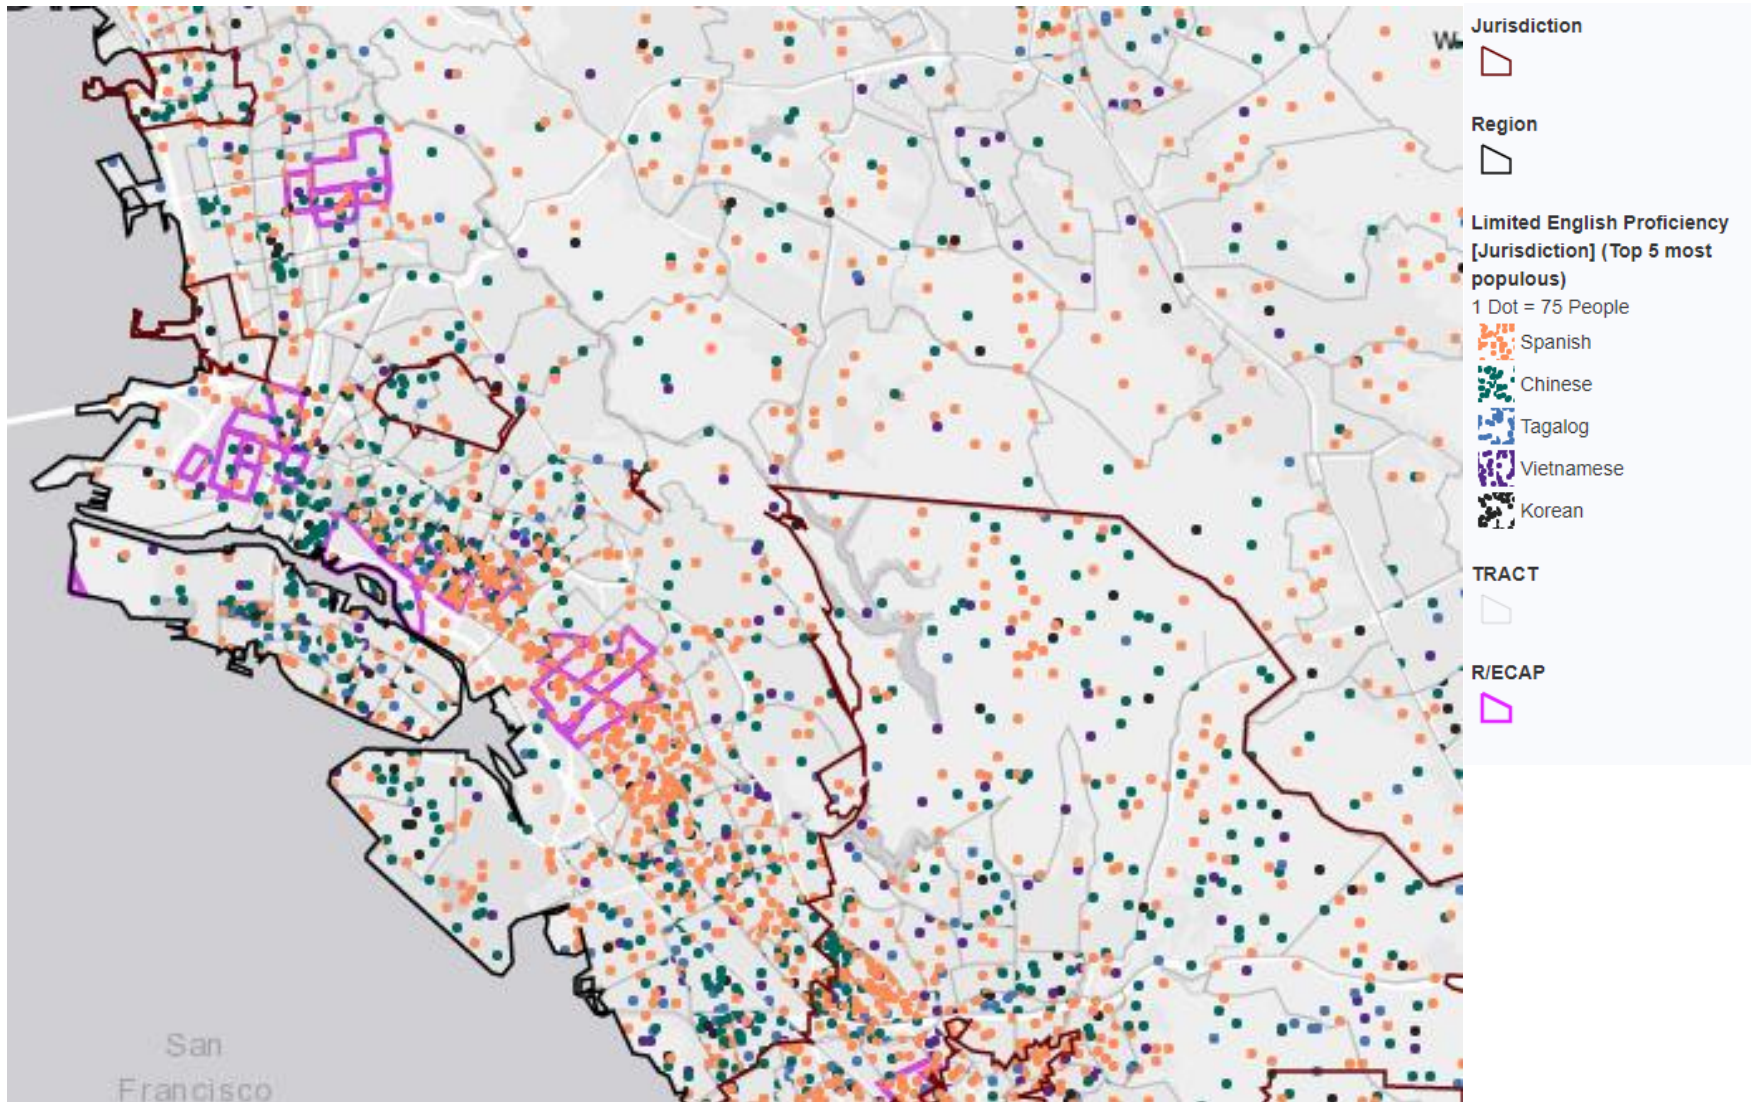 San
Francisco
Jurisdiction
Region
Limited English Proficiency
[Jurisdiction] (Top 5 most
populous)
1 Dot = 75 People
Spanish
Chinese
Tagalog
Vietnamese
Korean
TRACT
R/ECAP